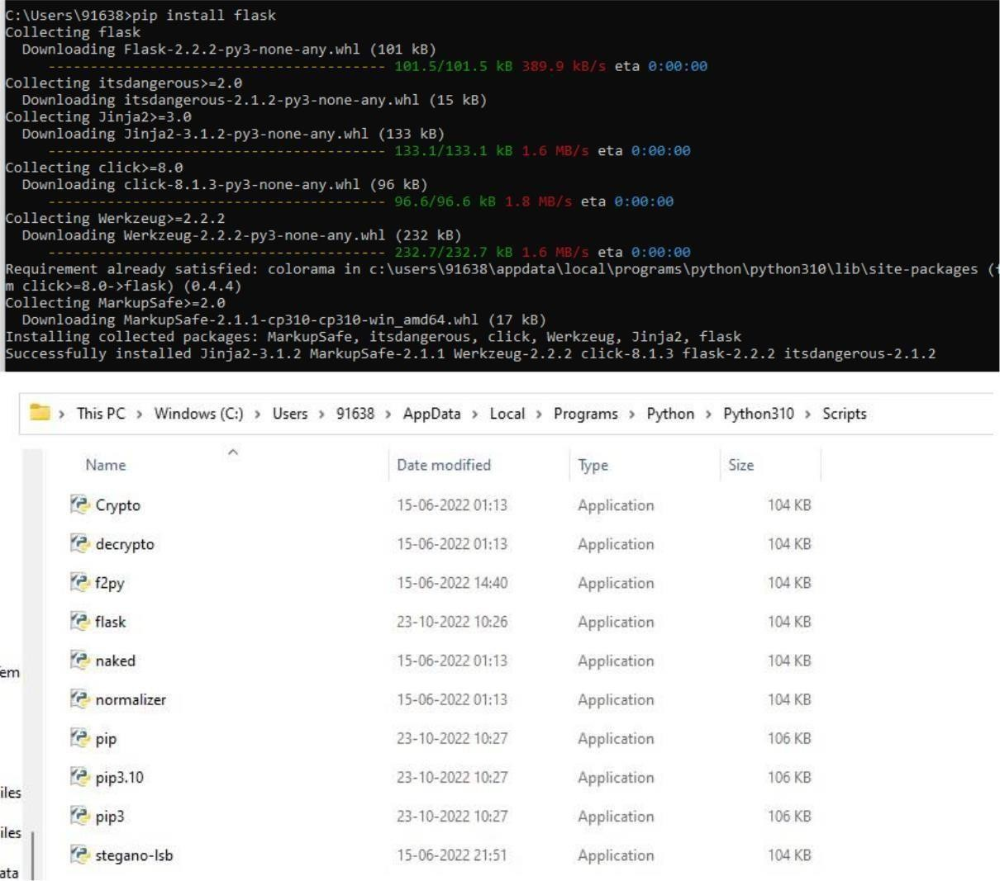 C:\Users\91638>pip install flask
Collecting flask
  Downloading Flask-2.2.2-py3-none-any.whl (101 kB)
     ---------------------------------------- 101.5/101.5 kB 389.9 kB/s eta 0:00:00
Collecting itsdangerous>=2.0
  Downloading itsdangerous-2.1.2-py3-none-any.whl (15 kB)
Collecting Jinja2>=3.0
  Downloading Jinja2-3.1.2-py3-none-any.whl (133 kB)
     ---------------------------------------- 133.1/133.1 kB 1.6 MB/s eta 0:00:00
Collecting click>=8.0
  Downloading click-8.1.3-py3-none-any.whl (96 kB)
     ---------------------------------------- 96.6/96.6 kB 1.8 MB/s eta 0:00:00
Collecting Werkzeug>=2.2.2
  Downloading Werkzeug-2.2.2-py3-none-any.whl (232 kB)
     ---------------------------------------- 232.7/232.7 kB 1.6 MB/s eta 0:00:00
Requirement already satisfied: colorama in c:\users\91638\appdata\local\programs\python\python310\lib\site-packages (
m click>=8.0->flask) (0.4.4)
Collecting MarkupSafe>=2.0
  Downloading MarkupSafe-2.1.1-cp310-cp310-win_amd64.whl (17 kB)
Installing collected packages: MarkupSafe, itsdangerous, click, Werkzeug, Jinja2, flask
Successfully installed Jinja2-3.1.2 MarkupSafe-2.1.1 Werkzeug-2.2.2 click-8.1.3 flask-2.2.2 itsdangerous-2.1.2
This PC > Windows (C:) > Users > 91638 > AppData > Local > Programs > Python > Python310 > Scripts
Name Date modified Type Size
Crypto 15-06-2022 01:13 Application 104 KB
decrypto 15-06-2022 01:13 Application 104 KB
f2py 15-06-2022 14:40 Application 104 KB
flask 23-10-2022 10:26 Application 104 KB
naked 15-06-2022 01:13 Application 104 KB
em
normalizer 15-06-2022 01:13 Application 104 KB
pip 23-10-2022 10:27 Application 106 KB
pip3.10 23-10-2022 10:27 Application 106 KB
iles
pip3 23-10-2022 10:27 Application 106 KB
iles
stegano-lsb 15-06-2022 21:51 Application 104 KB
ata